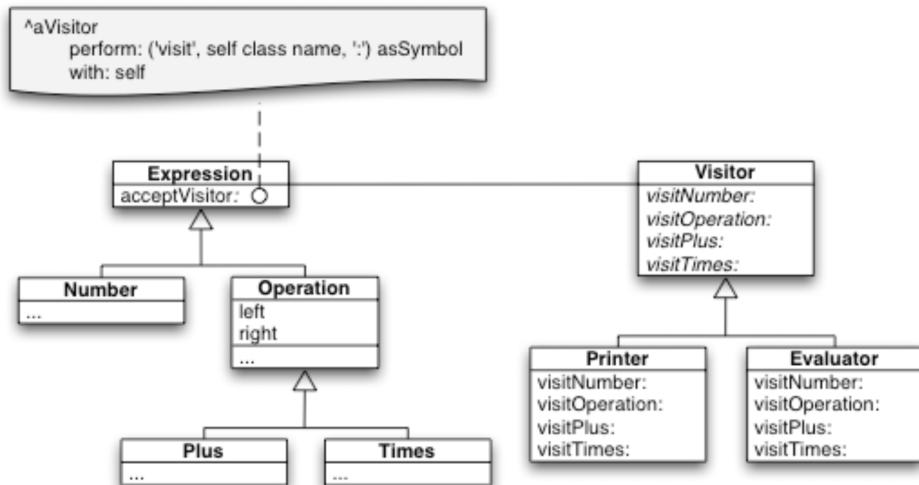 ^aVisitor
perform: ('visit', self class name, ':') asSymbol
with: self
Expression
acceptVisitor:
Visitor
visitNumber:
visitOperation:
visitPlus:
visitTimes:
Number
...
Operation
left
right
...
Printer
visitNumber:
visitOperation:
visitPlus:
visitTimes:
Evaluator
visitNumber:
visitOperation:
visitPlus:
visitTimes:
Plus
...
Times
...